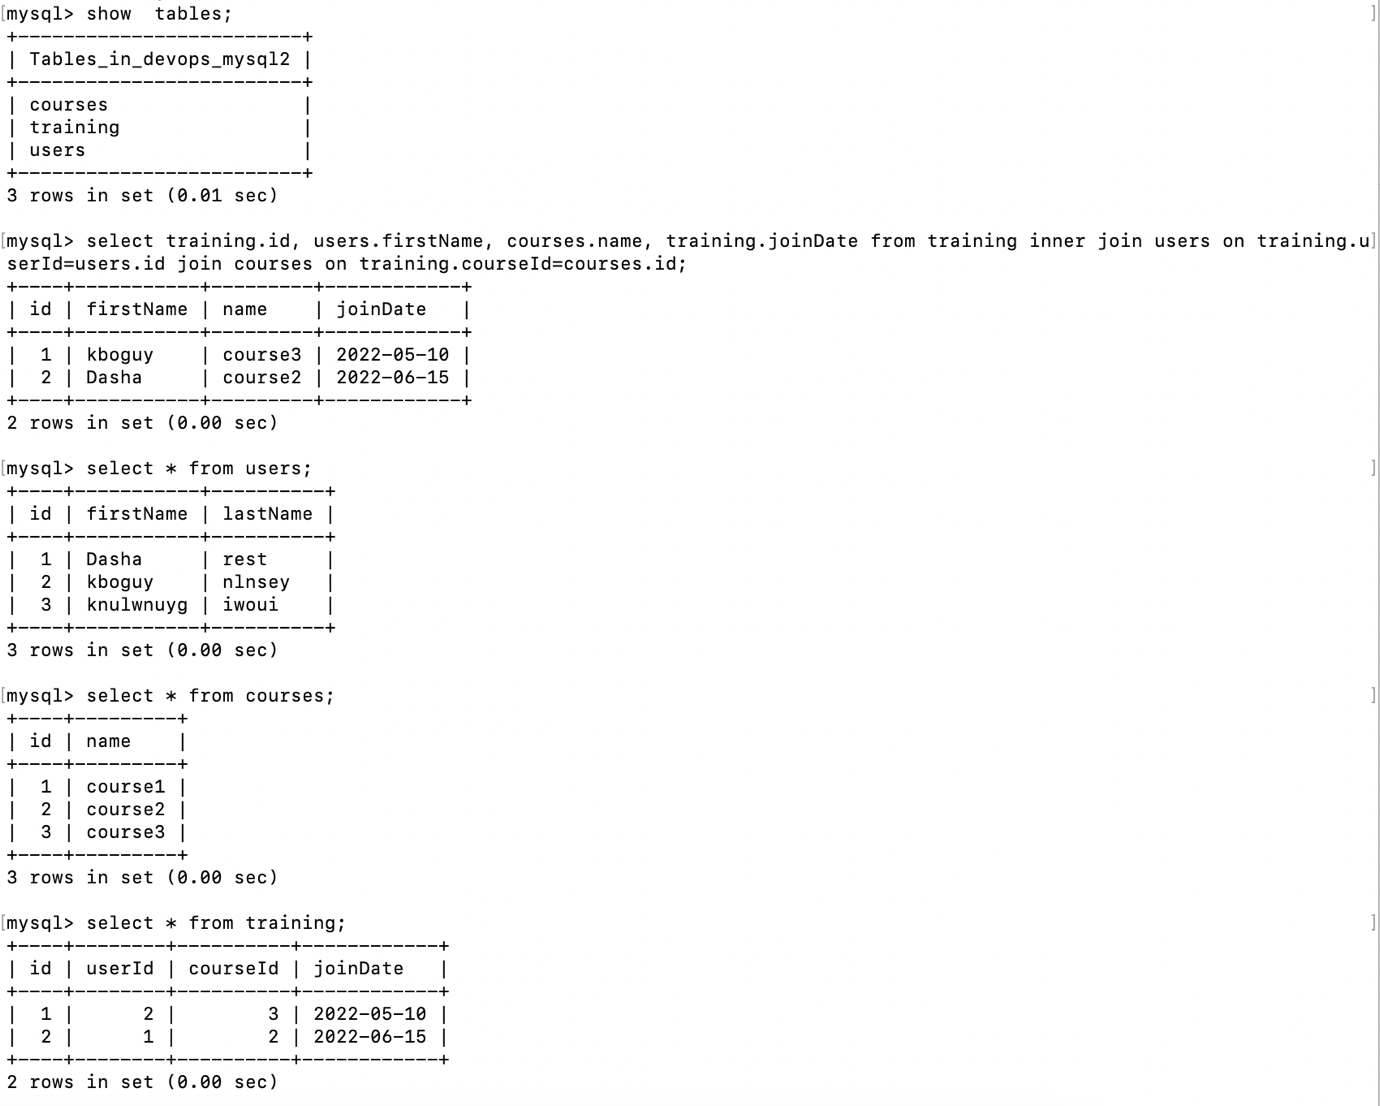 [mysql> show  tables; ]
+-------------------------+
| Tables_in_devops_mysql2 |
+-------------------------+
| courses                 |
| training                |
| users                   |
+-------------------------+
3 rows in set (0.01 sec)
[mysql> select training.id, users.firstName, courses.name, training.joinDate from training inner join users on training.u]
serId=users.id join courses on training.courseId=courses.id;
+----+-----------+---------+------------+
| id | firstName | name    | joinDate   |
+----+-----------+---------+------------+
|  1 | kboguy    | course3 | 2022-05-10 |
|  2 | Dasha     | course2 | 2022-06-15 |
+----+-----------+---------+------------+
2 rows in set (0.00 sec)
[mysql> select * from users; ]
+----+-----------+----------+
| id | firstName | lastName |
+----+-----------+----------+
|  1 | Dasha     | rest     |
|  2 | kboguy    | nlnsey   |
|  3 | knulwnuyg | iwoui    |
+----+-----------+----------+
3 rows in set (0.00 sec)
[mysql> select * from courses; ]
+----+---------+
| id | name    |
+----+---------+
|  1 | course1 |
|  2 | course2 |
|  3 | course3 |
+----+---------+
3 rows in set (0.00 sec)
[mysql> select * from training; ]
+----+--------+----------+------------+
| id | userId | courseId | joinDate   |
+----+--------+----------+------------+
|  1 |      2 |        3 | 2022-05-10 |
|  2 |      1 |        2 | 2022-06-15 |
+----+--------+----------+------------+
2 rows in set (0.00 sec)